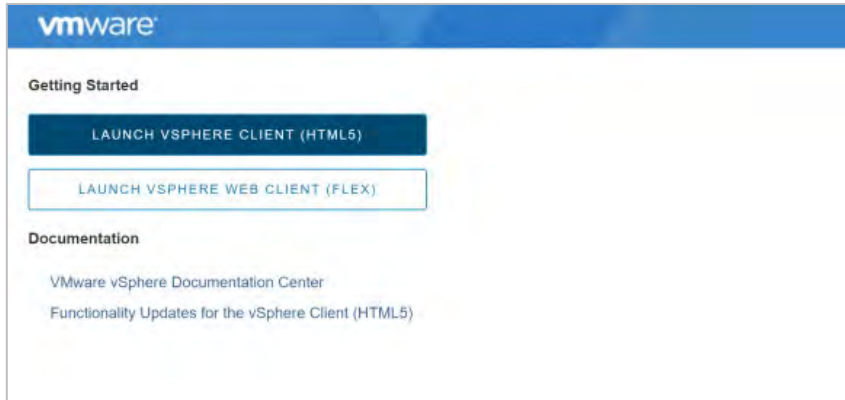 vmware
Getting Started
LAUNCH VSPHERE CLIENT (HTML5)
LAUNCH VSPHERE WEB CLIENT (FLEX)
Documentation
VMware vSphere Documentation Center
Functionality Updates for the vSphere Client (HTML5)